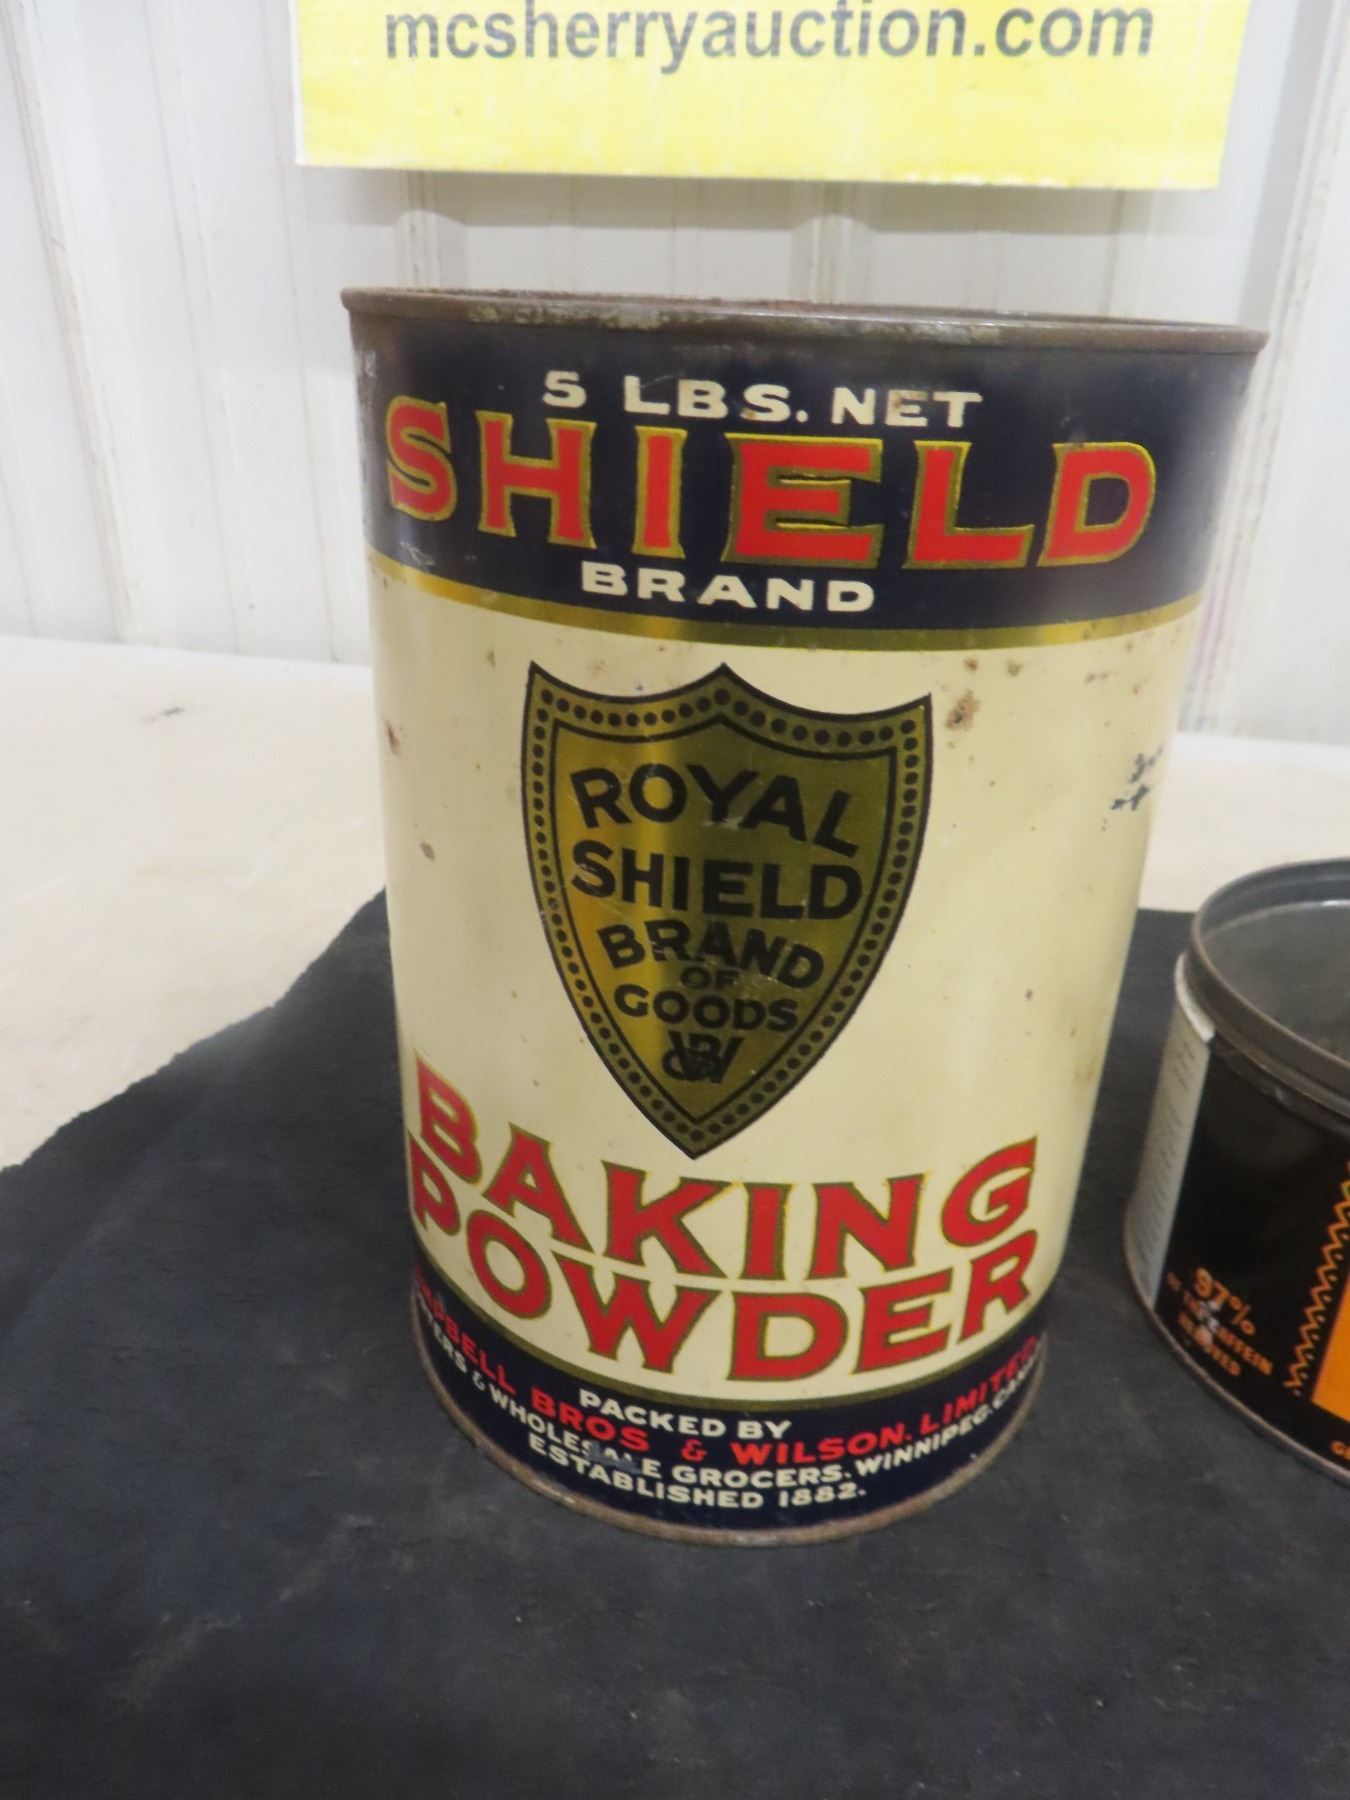 mcsherryauction.com
5 LBS. NET
SHIELD
BRAND
ROYAL
SHIELD
BRAND
OF
GOODS
BAKING
POWDER
PACKED BY
BROS & WILSON. LIMITED
& WHOLESALE GROCERS. WINNIPEG.
ESTABLISHED 1882.
97%